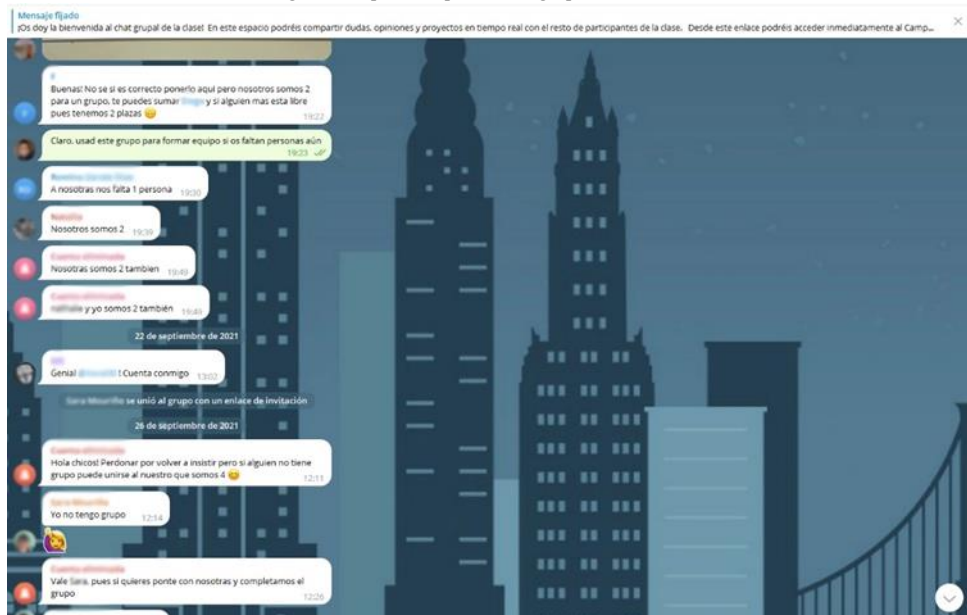 Mensaje fijado
¡Os doy la bienvenida al chat grupal de la clase! En este espacio podréis compartir dudas, opiniones y proyectos en tiempo real con el resto de participantes de la clase. Desde este enlace podréis acceder inmediatamente al Camp...
Buenas! No se si es correcto ponerlo aqui pero nosotros somos 2
para un grupo, te puedes sumar y si alguien mas esta libre
pues tenemos 2 plazas
19:22
Claro, usad este grupo para formar equipo si os faltan personas aún
19:23
A nosotras nos falta 1 persona 19:30
Nosotros somos 2 19:39
Nosotras somos 2 tambien 19:49
y yo somos 2 también 19:49
22 de septiembre de 2021
Genial ! Cuenta conmigo 13:02
se unió al grupo con un enlace de invitación
26 de septiembre de 2021
Cuenta eliminada
Hola chicos! Perdonar por volver a insistir pero si alguien no tiene
grupo puede unirse al nuestro que somos 4
12:11
Yo no tengo grupo 12:14
Cuenta eliminada
Vale , pues si quieres ponte con nosotras y completamos el
grupo
12:26